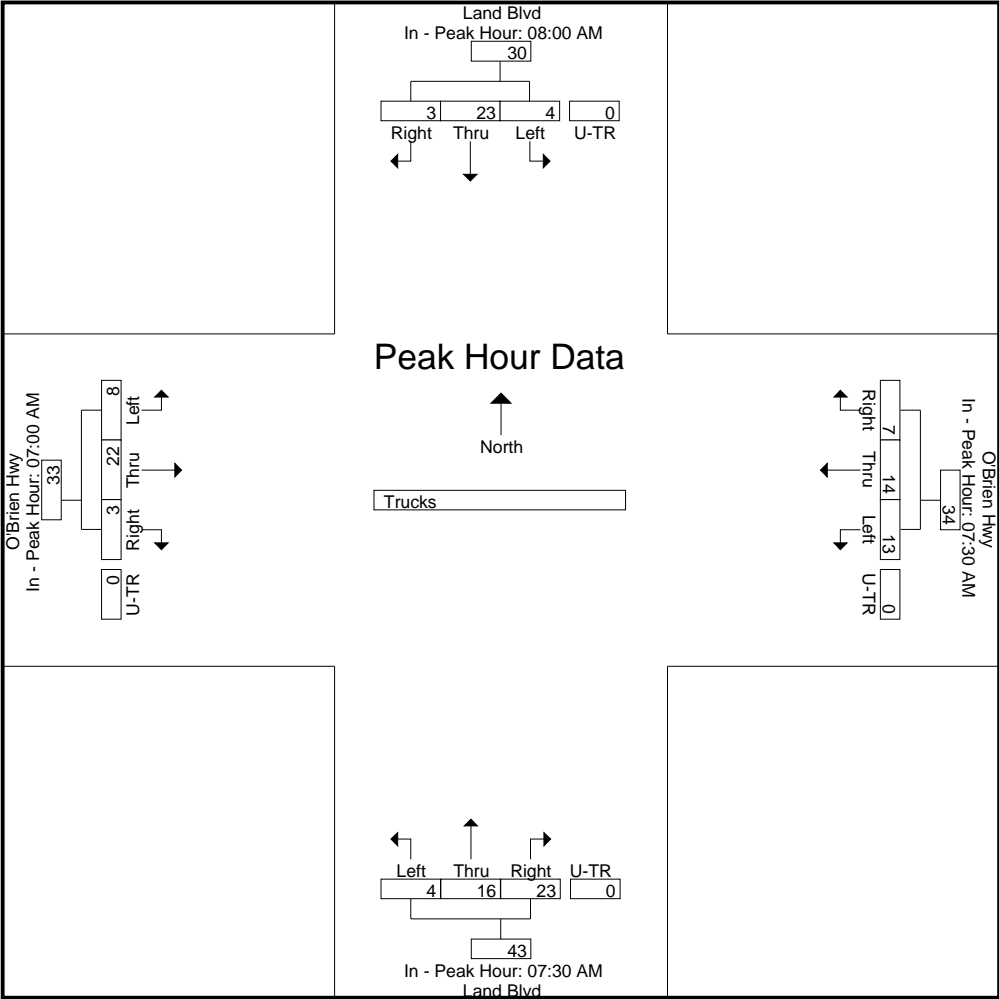 Land Blvd
In - Peak Hour: 08:00 AM
30
3 23 4 0
Right Thru Left U-TR
Peak Hour Data
North
Trucks
O'Brien Hwy
In - Peak Hour: 07:00 AM
33
8 22 3 0
Left Thru Right U-TR
O'Brien Hwy
In - Peak Hour: 07:30 AM
34
7 14 13 0
Right Thru Left U-TR
Left Thru Right U-TR
4 16 23 0
43
In - Peak Hour: 07:30 AM
Land Blvd